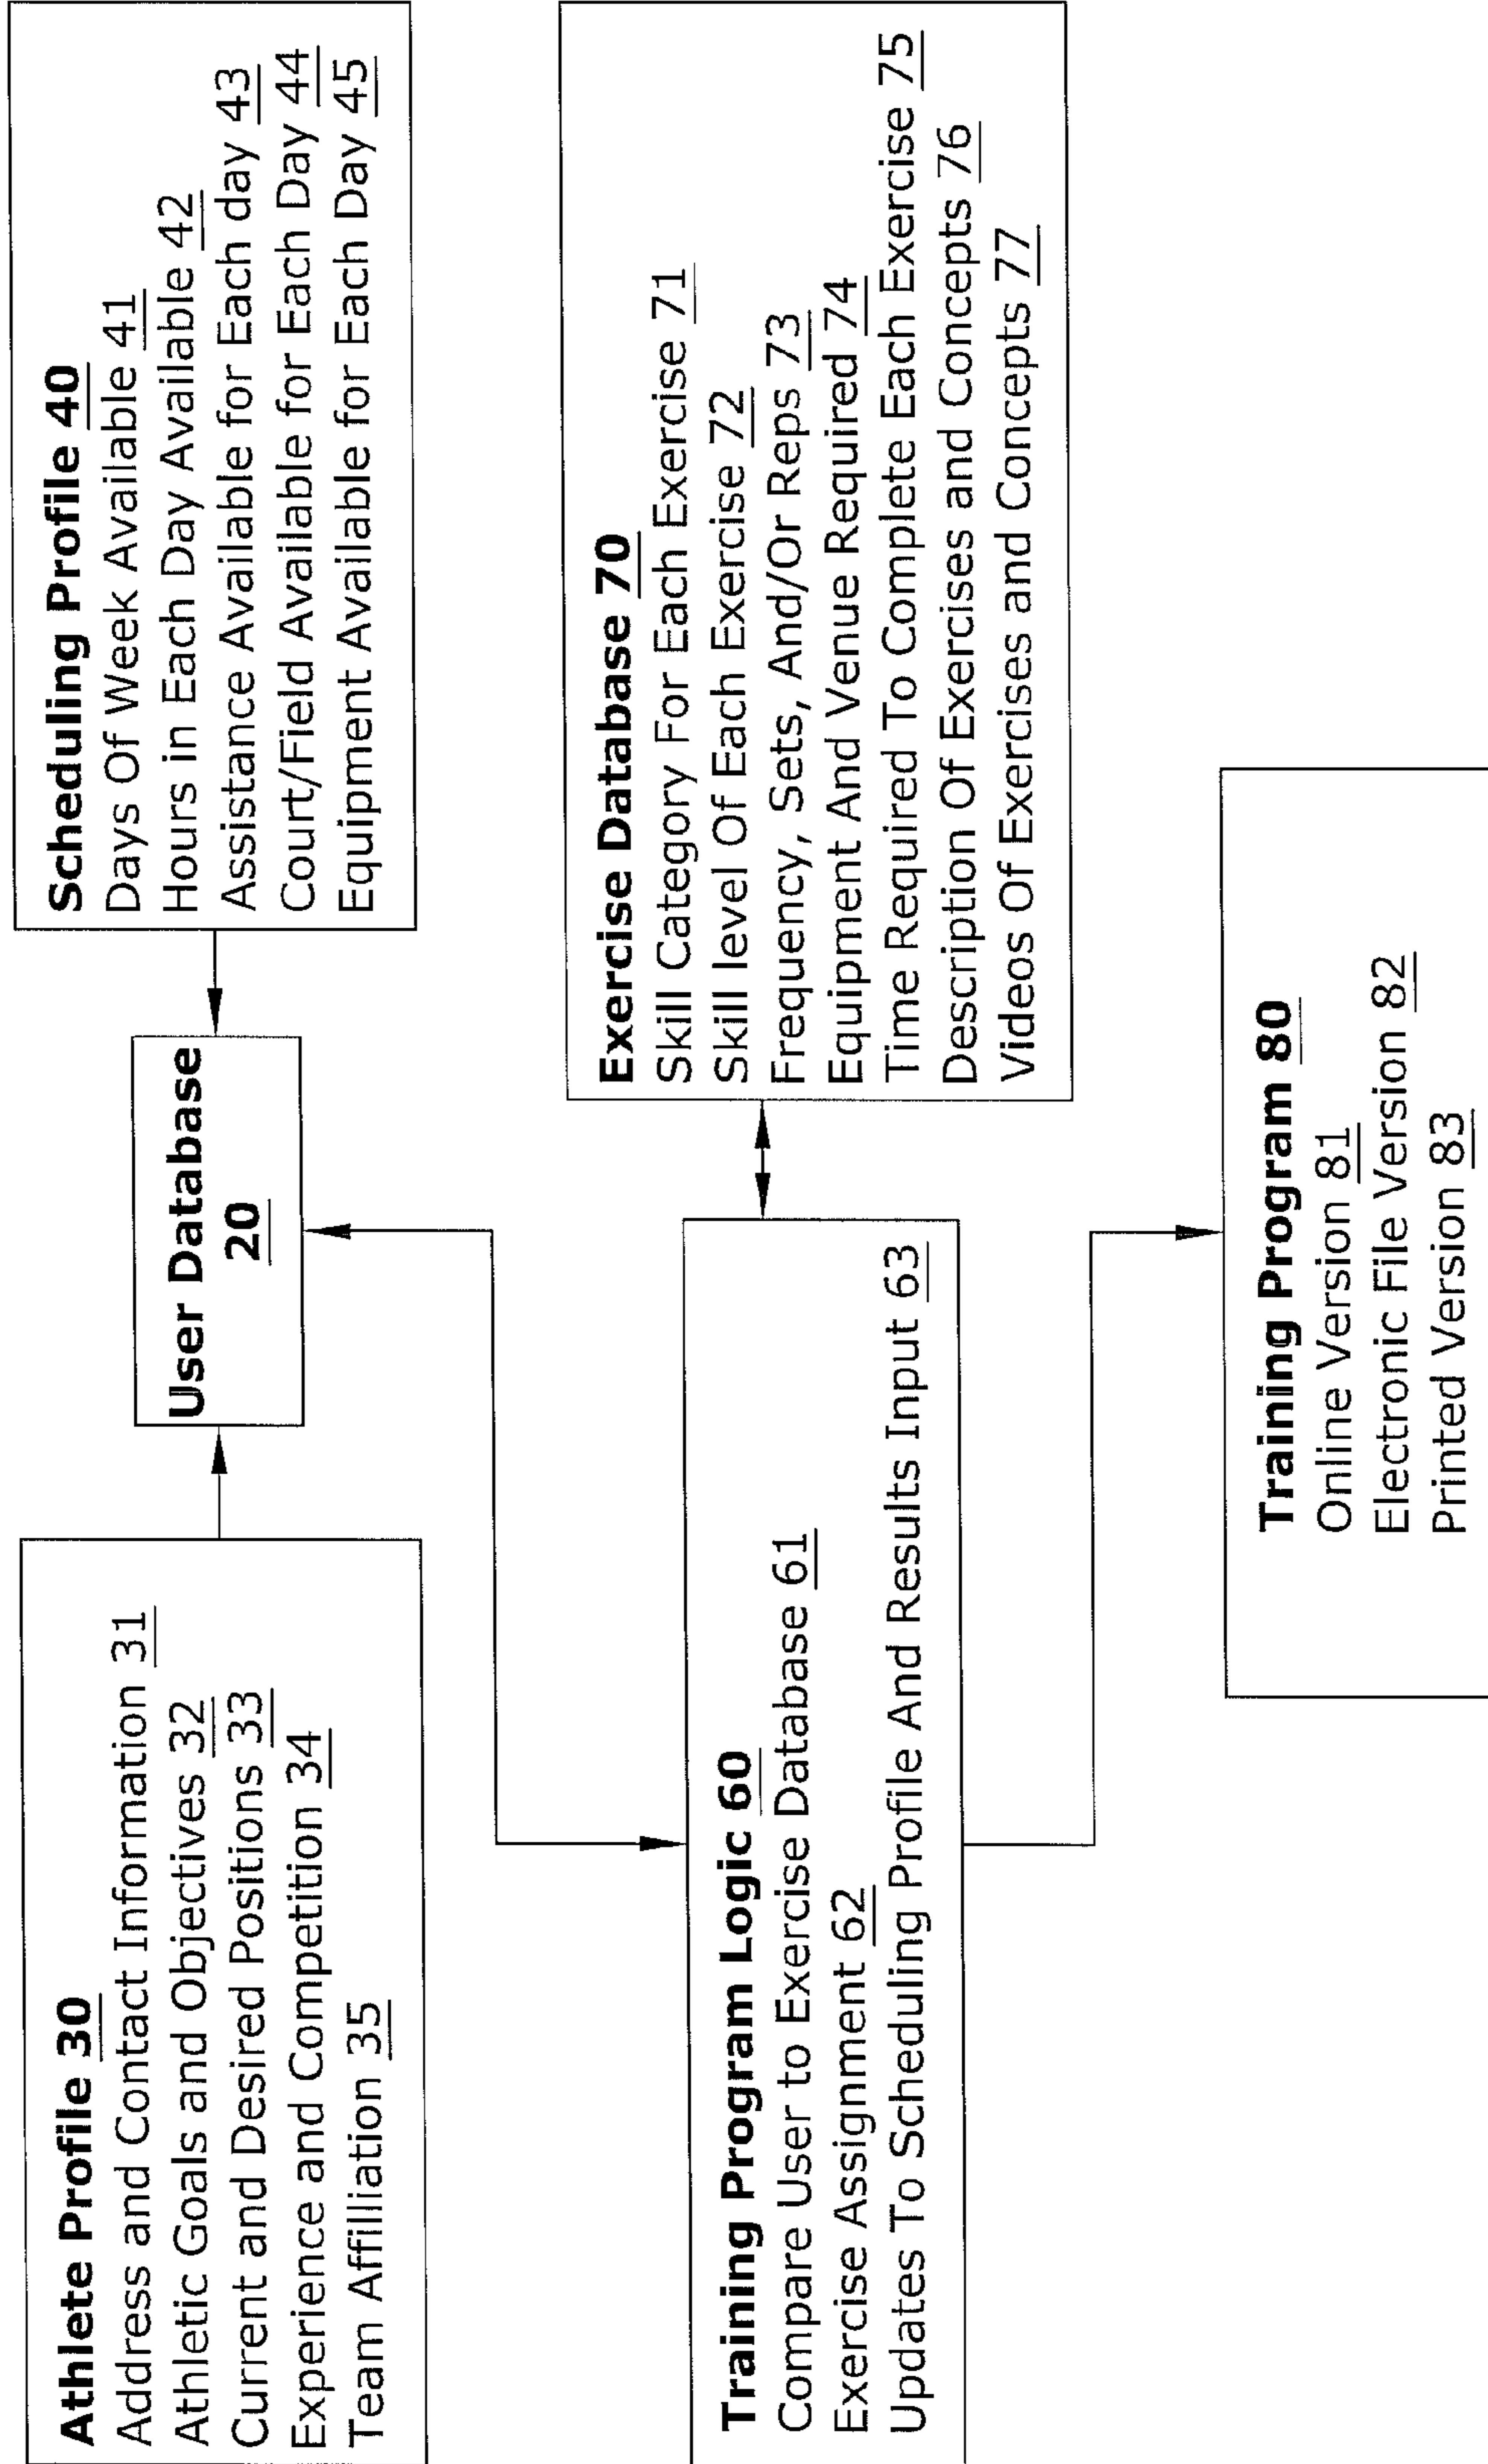 Athlete Profile 30
Address and Contact Information 31
Athletic Goals and Objectives 32
Current and Desired Positions 33
Experience and Competition 34
Team Affilliation 35
User Database
20
Scheduling Profile 40
Days Of Week Available 41
Hours in Each Day Available 42
Assistance Available for Each day 43
Court/Field Available for Each Day 44
Equipment Available for Each Day 45
Training Program Logic 60
Compare User to Exercise Database 61
Exercise Assignment 62
Updates To Scheduling Profile And Results Input 63
Exercise Database 70
Skill Category For Each Exercise 71
Skill level Of Each Exercise 72
Frequency, Sets, And/Or Reps 73
Equipment And Venue Required 74
Time Required To Complete Each Exercise 75
Description Of Exercises and Concepts 76
Videos Of Exercises and Concepts 77
Training Program 80
Online Version 81
Electronic File Version 82
Printed Version 83